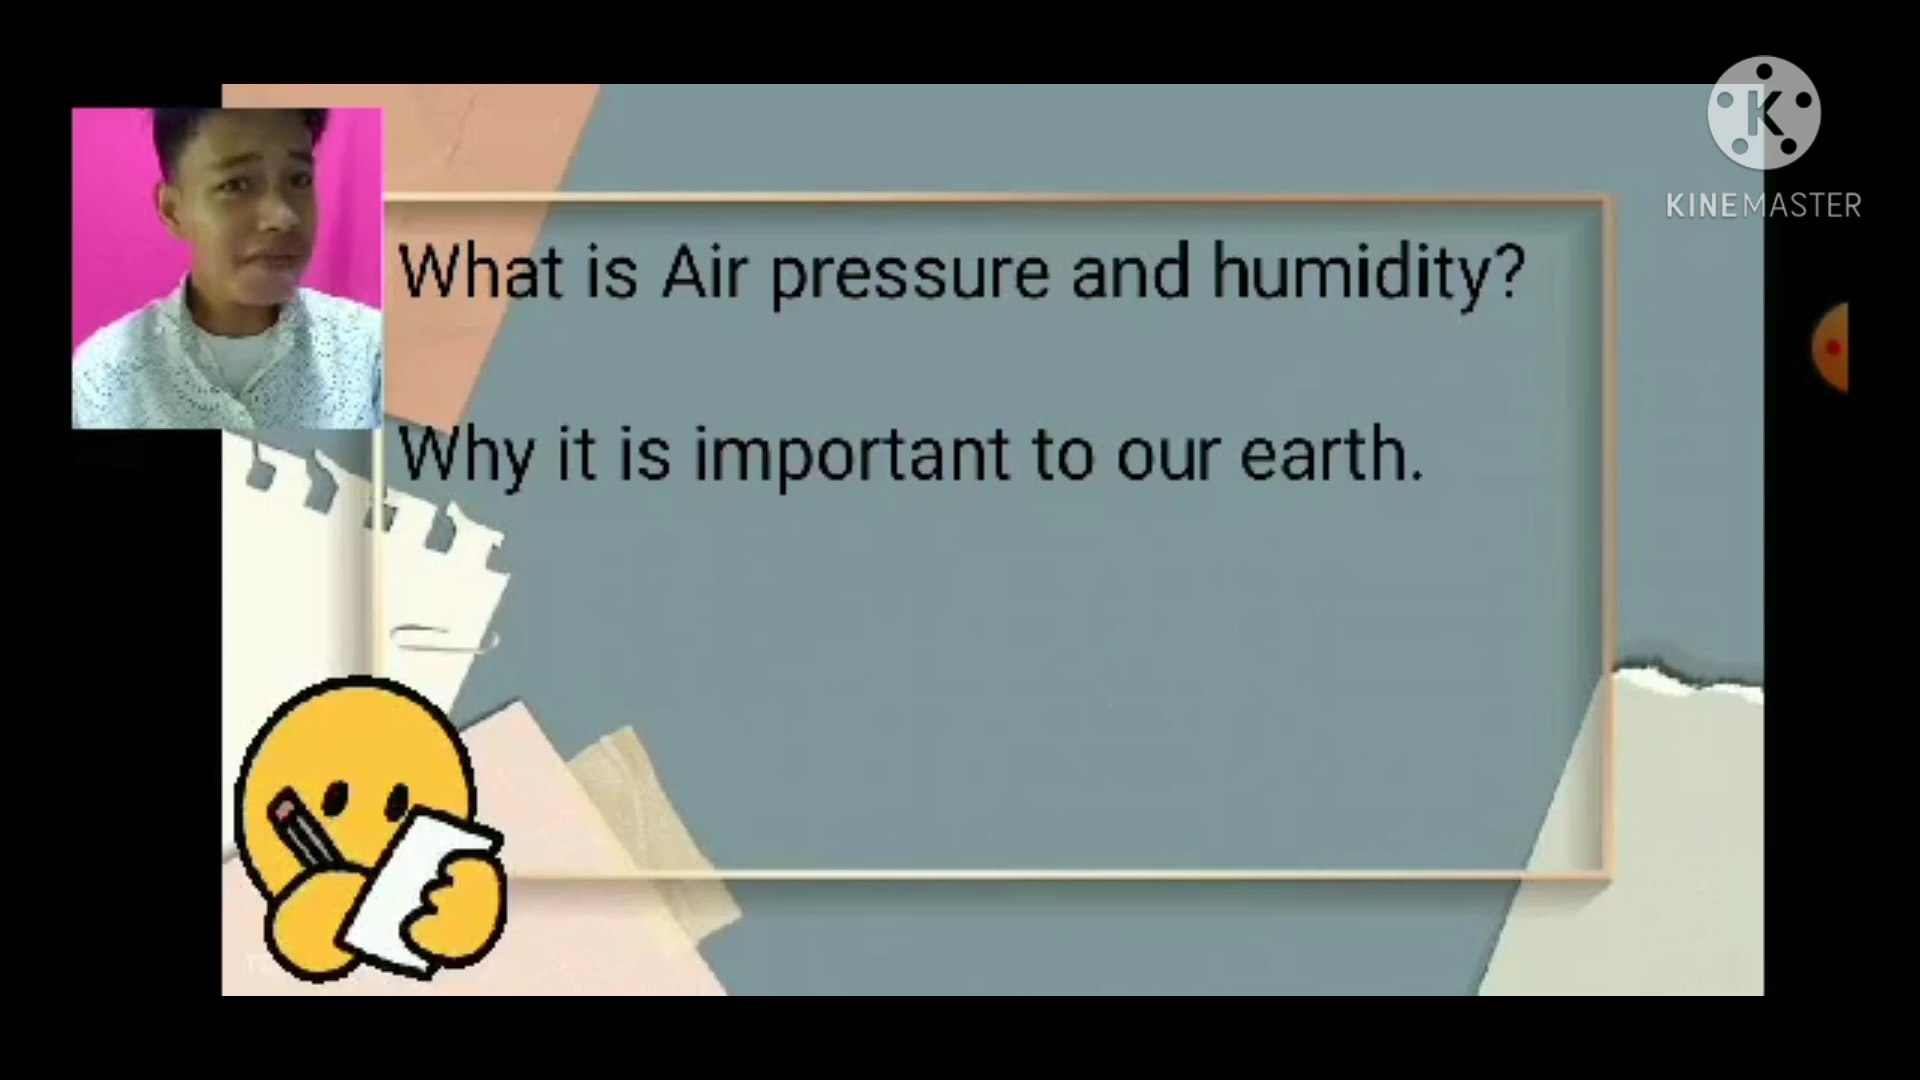 What is Air pressure and humidity?
Why it is important to our earth.
K
KINEMASTER